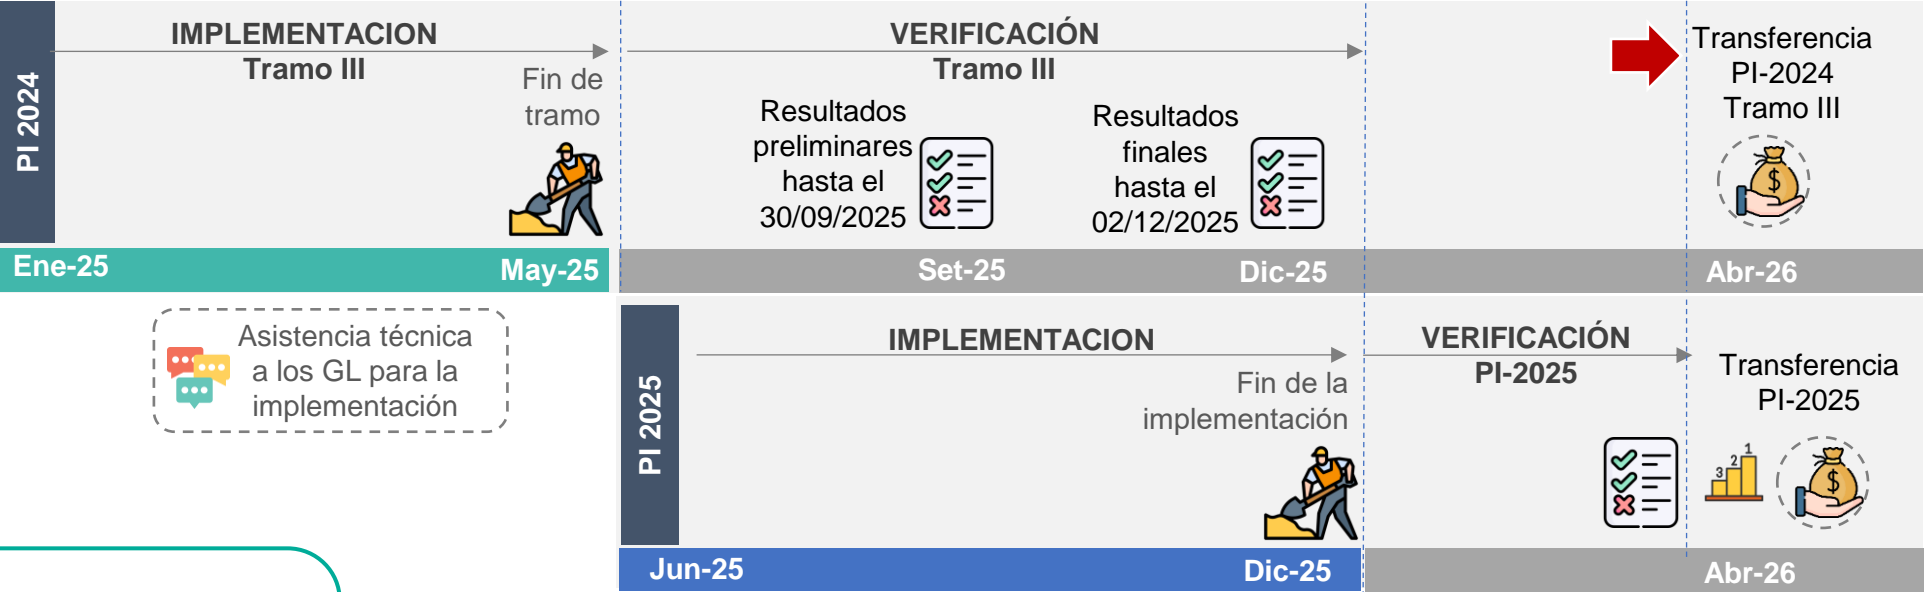 PI 2024
IMPLEMENTACION
Tramo III
Fin de
tramo
VERIFICACIÓN
Tramo III
Resultados
preliminares
hasta el
30/09/2025
Resultados
finales
hasta el
02/12/2025
Transferencia
PI-2024
Tramo III
$
Ene-25
May-25
Set-25
Dic-25
Abr-26
Asistencia técnica
a los GL para la
implementación
PI 2025
IMPLEMENTACION
Fin de la
implementación
VERIFICACIÓN
PI-2025
Transferencia
PI-2025
3 2 1
$
Jun-25
Dic-25
Abr-26